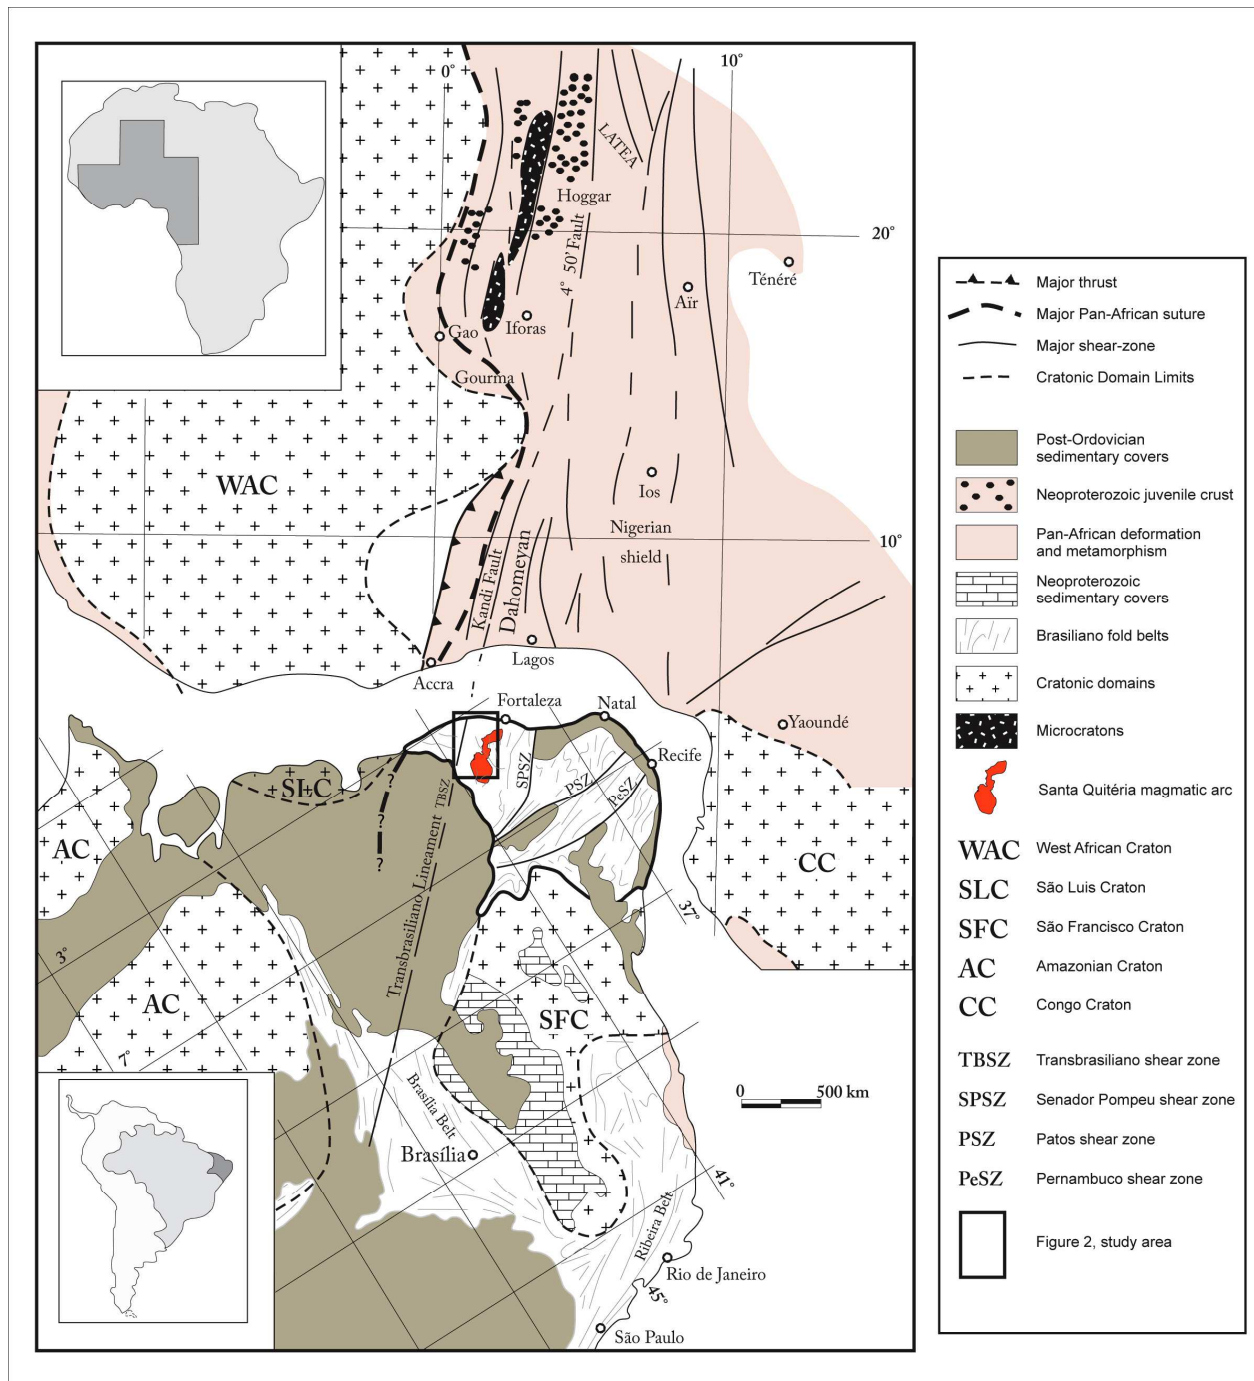 0°
10°
LATEA
Hoggar
20°
4° 50' Fault
Ténéré
Aïr
Gao
Iforas
Gourma
WAC
Ios
Nigerian
shield
10°
Kandi Fault
Dahomeyan
Lagos
Accra
Fortaleza
Natal
Yaoundé
Recife
SPSZ
PSZ
PeSZ
SLC
?
?
?
TBSZ
Transbrasiliano Lineament
AC
CC
37°
3°
AC
SFC
7°
0 500 km
Brasília Belt
Brasília
41°
Ribeira Belt
Rio de Janeiro
45°
São Paulo
Major thrust
Major Pan-African suture
Major shear-zone
Cratonic Domain Limits
Post-Ordovician
sedimentary covers
Neoproterozoic juvenile crust
Pan-African deformation
and metamorphism
Neoproterozoic
sedimentary covers
Brasiliano fold belts
Cratonic domains
Microcratons
Santa Quitéria magmatic arc
WAC West African Craton
SLC São Luis Craton
SFC São Francisco Craton
AC Amazonian Craton
CC Congo Craton
TBSZ Transbrasiliano shear zone
SPSZ Senador Pompeu shear zone
PSZ Patos shear zone
PeSZ Pernambuco shear zone
Figure 2, study area